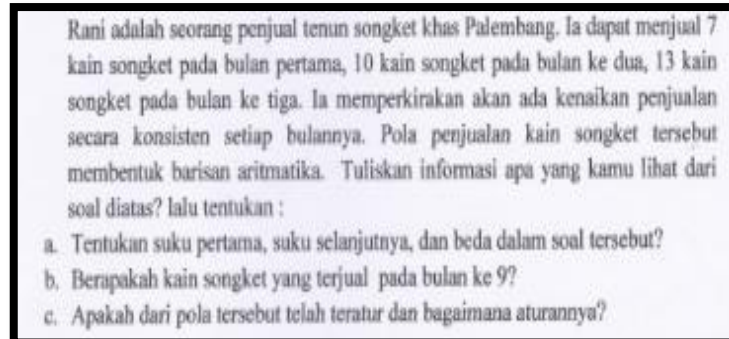 Rani adalah seorang penjual tenun songket khas Palembang. Ia dapat menjual 7
kain songket pada bulan pertama, 10 kain songket pada bulan ke dua, 13 kain
songket pada bulan ke tiga. Ia memperkirakan akan ada kenaikan penjualan
secara konsisten setiap bulannya. Pola penjualan kain songket tersebut
membentuk barisan aritmatika. Tuliskan informasi apa yang kamu lihat dari
soal diatas? lalu tentukan :
a. Tentukan suku pertama, suku selanjutnya, dan beda dalam soal tersebut?
b. Berapakah kain songket yang terjual pada bulan ke 9?
c. Apakah dari pola tersebut telah teratur dan bagaimana aturannya?